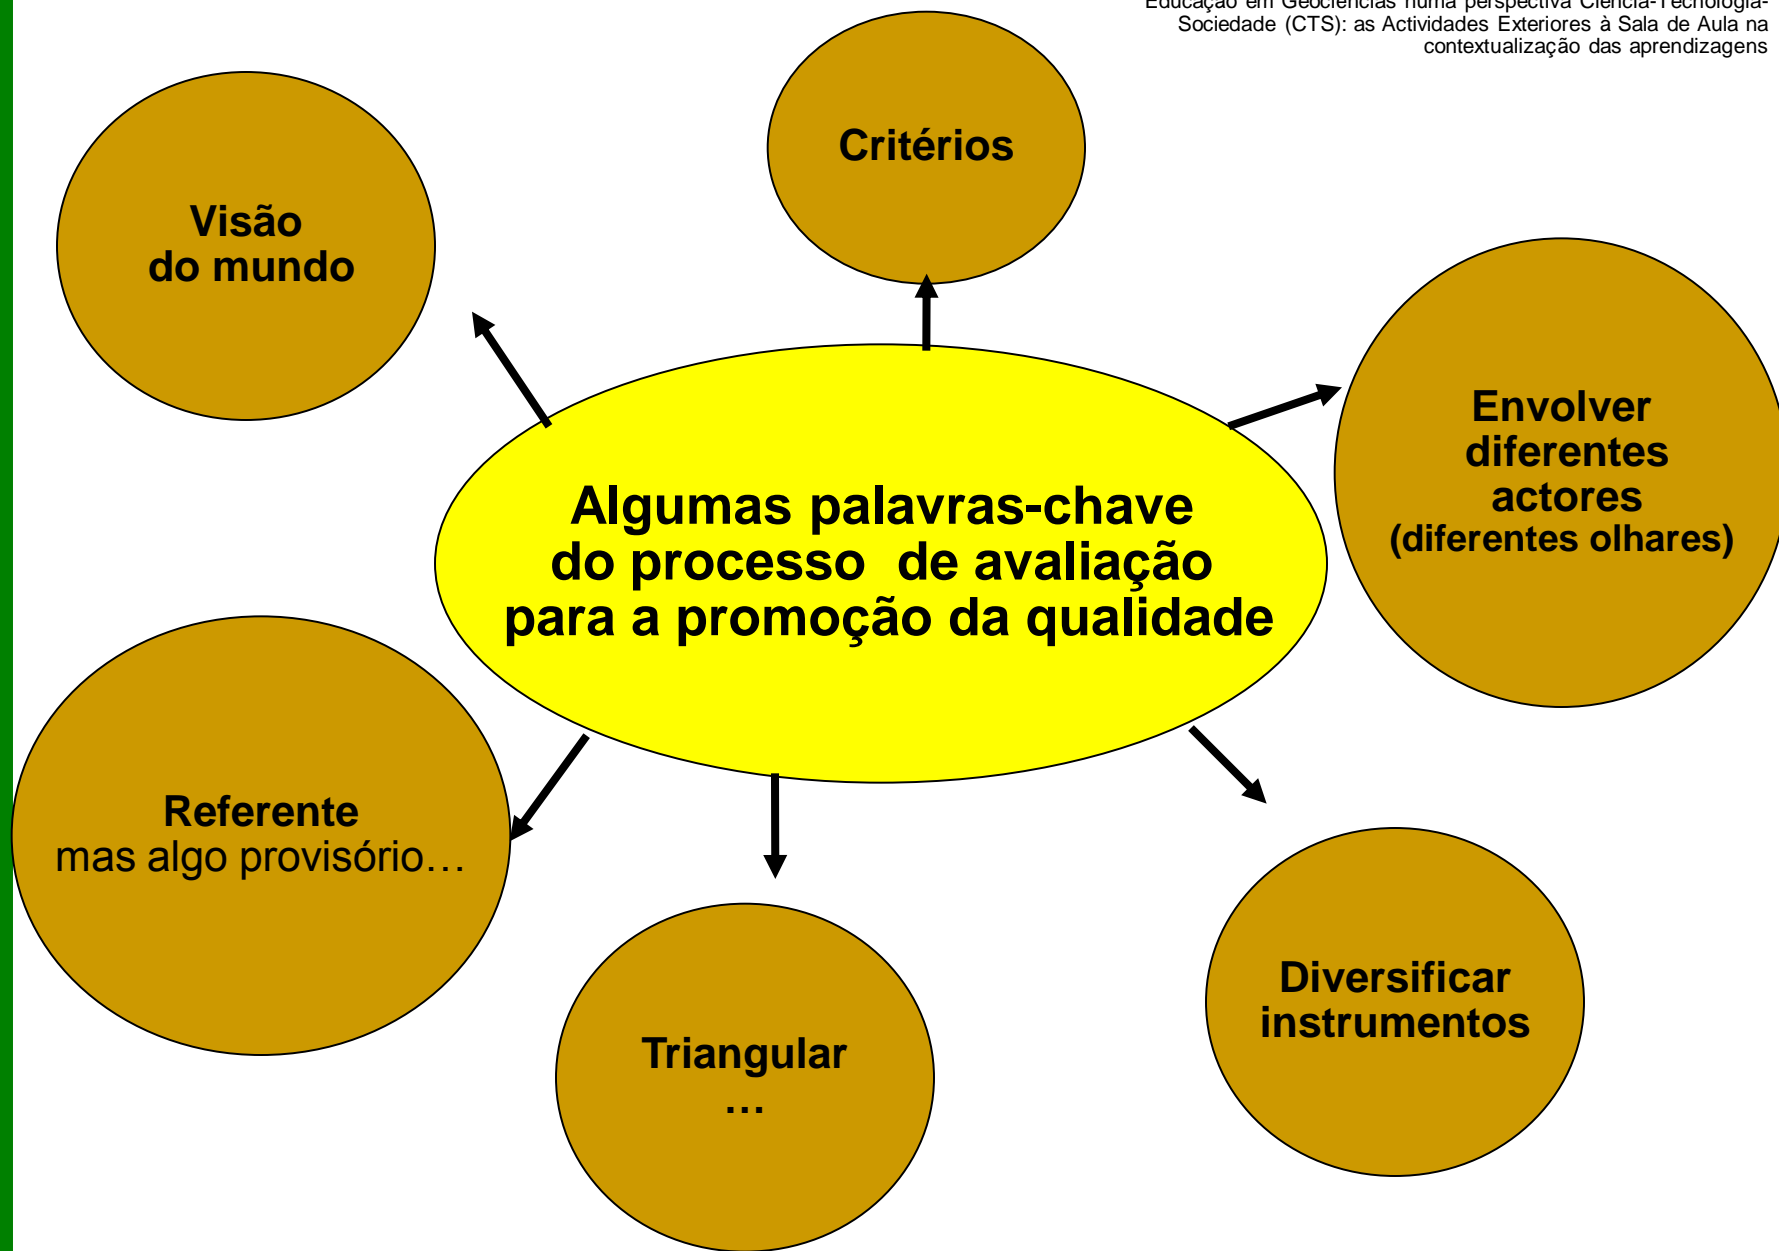 Educação em Geociências numa perspectiva Ciência-Tecnologia-
Sociedade (CTS): as Actividades Exteriores à Sala de Aula na
contextualização das aprendizagens
Critérios
Visão
do mundo
Envolver
diferentes
actores
(diferentes olhares)
Algumas palavras-chave
do processo de avaliação
para a promoção da qualidade
Referente
mas algo provisório…
Diversificar
instrumentos
Triangular
…